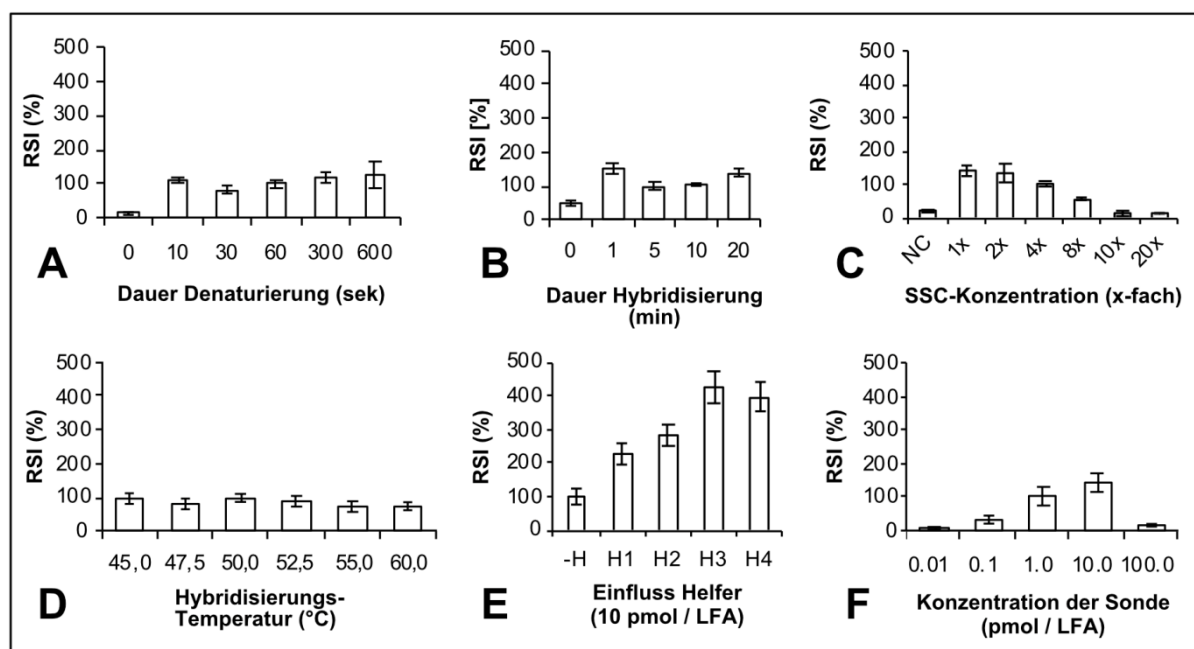 500
400
300
200
100
0
RSI (%)
0 10 30 60 300 600
A
Dauer Denaturierung (sek)
500
400
300
200
100
0
RSI [%]
0 1 5 10 20
B
Dauer Hybridisierung
(min)
500
400
300
200
100
0
RSI (%)
NC 1x 2x 4x 8x 10x 20x
C
SSC-Konzentration (x-fach)
500
400
300
200
100
0
RSI (%)
45,0 47,5 50,0 52,5 55,0 60,0
D
Hybridisierungs-
Temperatur (°C)
500
400
300
200
100
0
RSI (%)
-H H1 H2 H3 H4
E
Einfluss Helfer
(10 pmol / LFA)
500
400
300
200
100
0
RSI (%)
0.01 0.1 1.0 10.0 100.0
F
Konzentration der Sonde
(pmol / LFA)